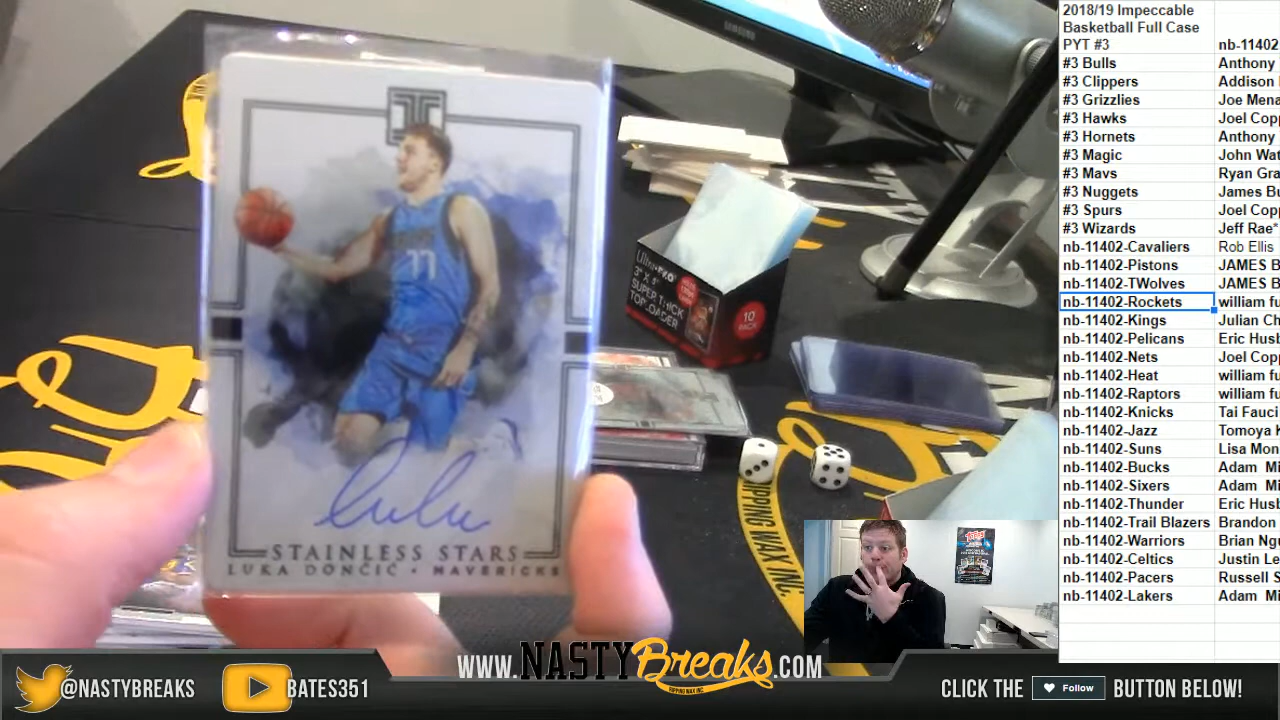 77
STAINLESS STARS
LUKA DONČIĆ • MAVERICKS
SAMSUNG
Ultra•PRO
3" X 4"
SUPER THICK
TOPLOADER
10
PACK
RIPPING WAX INC.
2018/19 Impeccable
Basketball Full Case
PYT #3 nb-11402
#3 Bulls Anthony
#3 Clippers Addison
#3 Grizzlies Joe Mena
#3 Hawks Joel Copp
#3 Hornets Anthony
#3 Magic John Wat
#3 Mavs Ryan Gra
#3 Nuggets James Bu
#3 Spurs Joel Copp
#3 Wizards Jeff Rae*
nb-11402-Cavaliers Rob Ellis
nb-11402-Pistons JAMES B
nb-11402-TWolves JAMES B
nb-11402-Rockets william fu
nb-11402-Kings Julian Ch
nb-11402-Pelicans Eric Husb
nb-11402-Nets Joel Copp
nb-11402-Heat william fu
nb-11402-Raptors william fu
nb-11402-Knicks Tai Fauci
nb-11402-Jazz Tomoya K
nb-11402-Suns Lisa Mon
nb-11402-Bucks Adam Mi
nb-11402-Sixers Adam Mi
nb-11402-Thunder Eric Husb
nb-11402-Trail Blazers Brandon
nb-11402-Warriors Brian Ngu
nb-11402-Celtics Justin Le
nb-11402-Pacers Russell S
nb-11402-Lakers Adam Mi
@NASTYBREAKS
BATES351
WWW.NASTYBreaks.COM
RIPPING WAX INC.
CLICK THE Follow BUTTON BELOW!